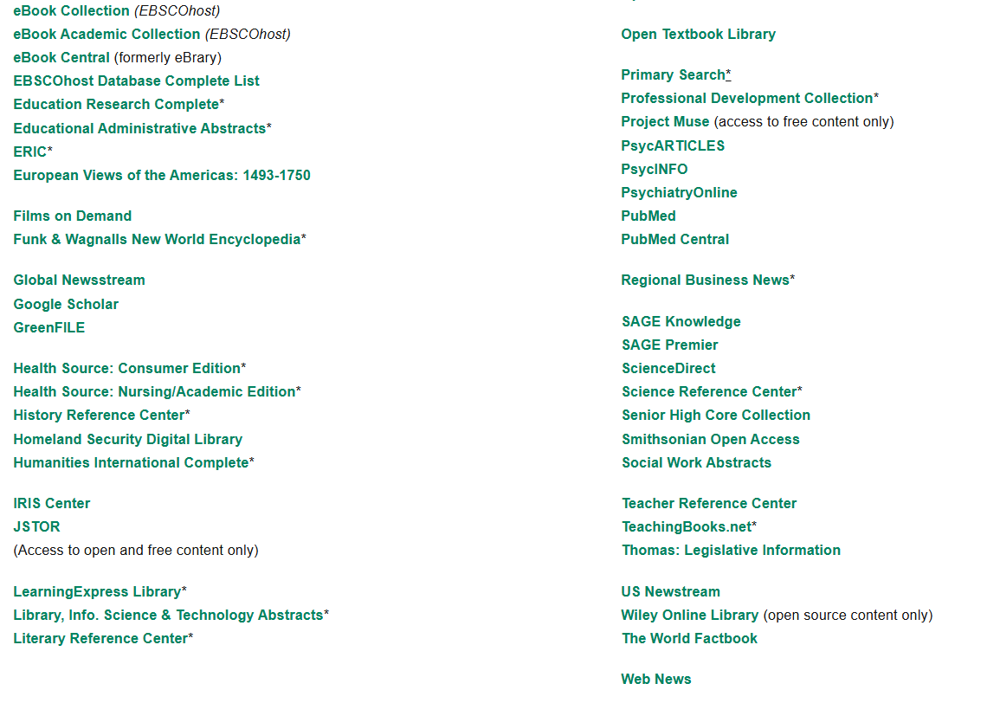 eBook Collection (EBSCOhost)
eBook Academic Collection (EBSCOhost)
eBook Central (formerly eBrary)
EBSCOhost Database Complete List
Education Research Complete*
Educational Administrative Abstracts*
ERIC*
European Views of the Americas: 1493-1750
Films on Demand
Funk & Wagnalls New World Encyclopedia*
Global Newsstream
Google Scholar
GreenFILE
Health Source: Consumer Edition*
Health Source: Nursing/Academic Edition*
History Reference Center*
Homeland Security Digital Library
Humanities International Complete*
IRIS Center
JSTOR
(Access to open and free content only)
LearningExpress Library*
Library, Info. Science & Technology Abstracts*
Literary Reference Center*
Open Textbook Library
Primary Search*
Professional Development Collection*
Project Muse (access to free content only)
PsycARTICLES
PsycINFO
PsychiatryOnline
PubMed
PubMed Central
Regional Business News*
SAGE Knowledge
SAGE Premier
ScienceDirect
Science Reference Center*
Senior High Core Collection
Smithsonian Open Access
Social Work Abstracts
Teacher Reference Center
TeachingBooks.net*
Thomas: Legislative Information
US Newstream
Wiley Online Library (open source content only)
The World Factbook
Web News